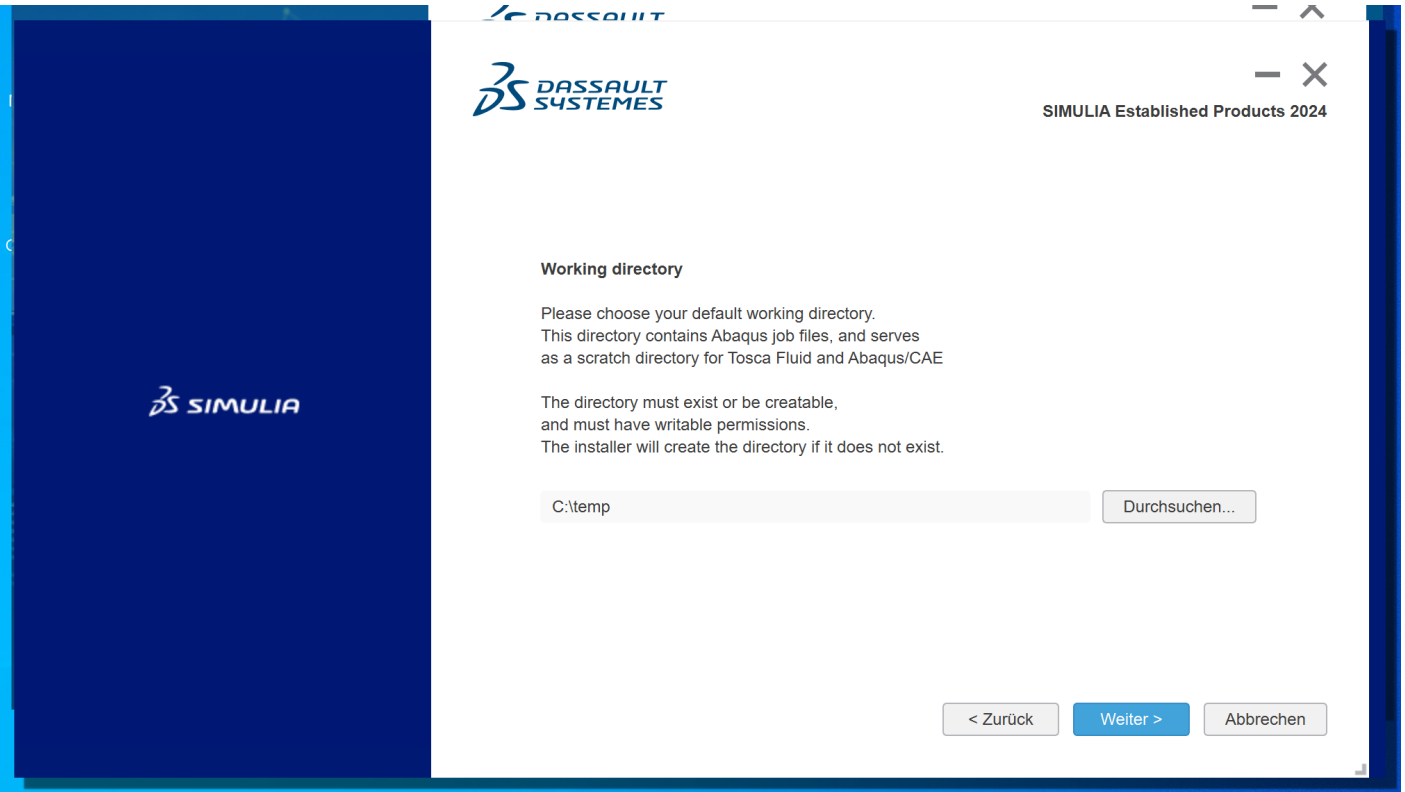 DASSAULT
DASSAULT
SYSTEMES
SIMULIA Established Products 2024
Working directory
Please choose your default working directory.
This directory contains Abaqus job files, and serves
as a scratch directory for Tosca Fluid and Abaqus/CAE
The directory must exist or be creatable,
and must have writable permissions.
The installer will create the directory if it does not exist.
SIMULIA
C:\temp
Durchsuchen...
< Zurück
Weiter >
Abbrechen